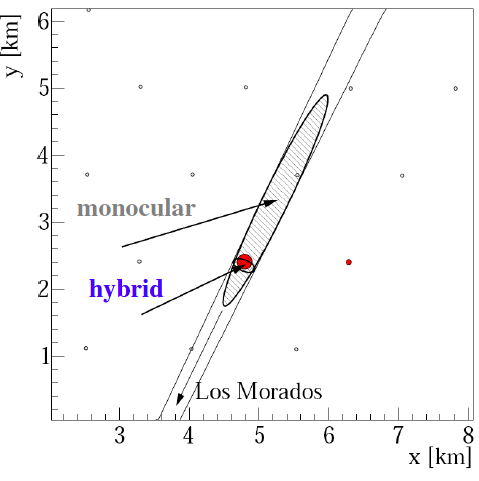 y [km]
6
5
4
3
2
1
monocular
hybrid
Los Morados
3 4 5 6 7 8
x [km]